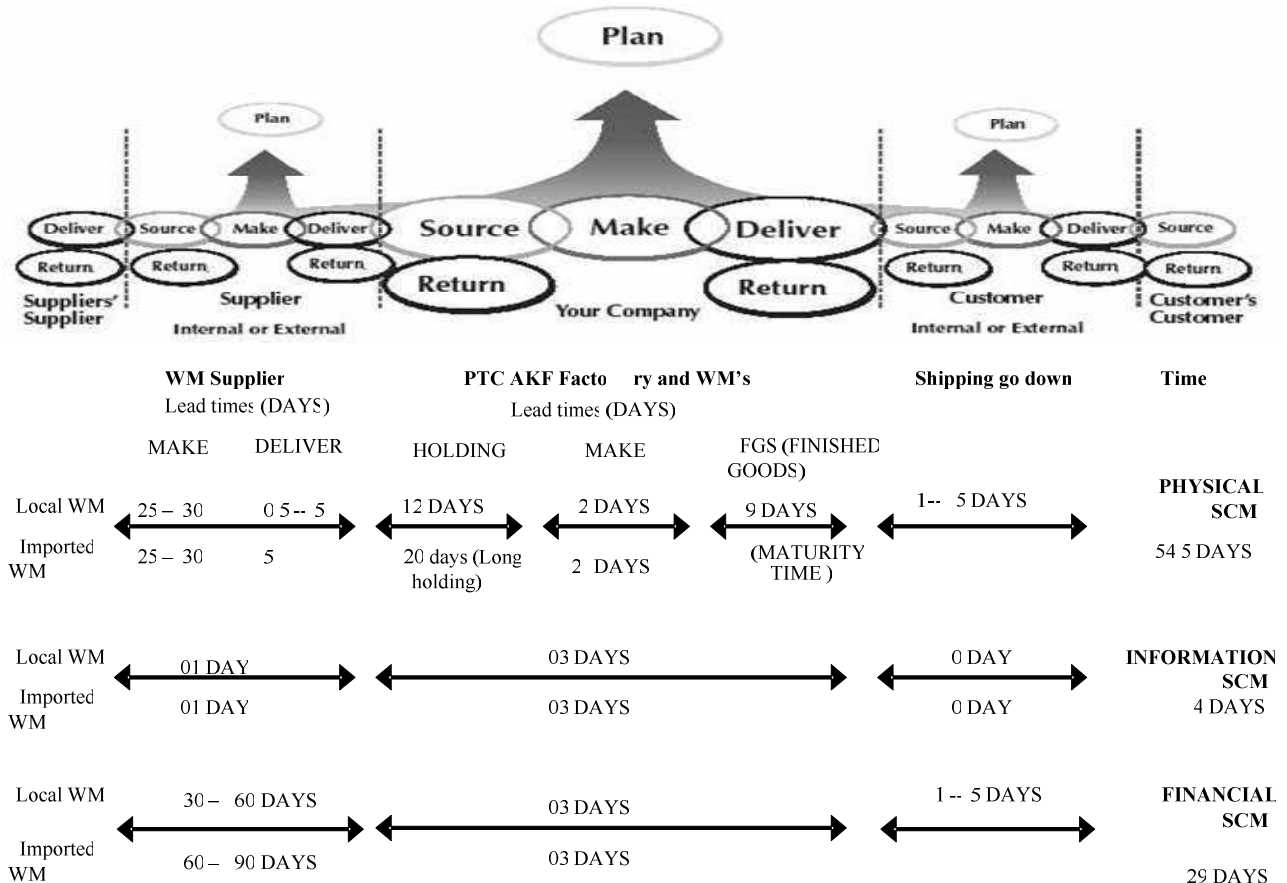 Plan
Plan
Plan
Deliver Source Make Deliver Source Make Deliver Source Make Deliver Source
Return Return Return Return Return Return Return Return
Suppliers' Supplier Your Company Customer Customer's
Supplier Internal or External Internal or External Customer
WM Supplier PTC AKF Facto ry and WM's Shipping go down Time
Lead times (DAYS) Lead times (DAYS)
MAKE DELIVER HOLDING MAKE FGS (FINISHED
GOODS)
PHYSICAL
SCM
Local WM 25 – 30 0 5 -- 5 12 DAYS 2 DAYS 9 DAYS 1 -- 5 DAYS
Imported
WM 25 – 30 5 20 days (Long
holding) 2 DAYS (MATURITY
TIME ) 54 5 DAYS
Local WM 01 DAY 03 DAYS 0 DAY INFORMATION
SCM
Imported
WM 01 DAY 03 DAYS 0 DAY 4 DAYS
Local WM 30 – 60 DAYS 03 DAYS 1 -- 5 DAYS FINANCIAL
SCM
Imported
WM 60 – 90 DAYS 03 DAYS 29 DAYS